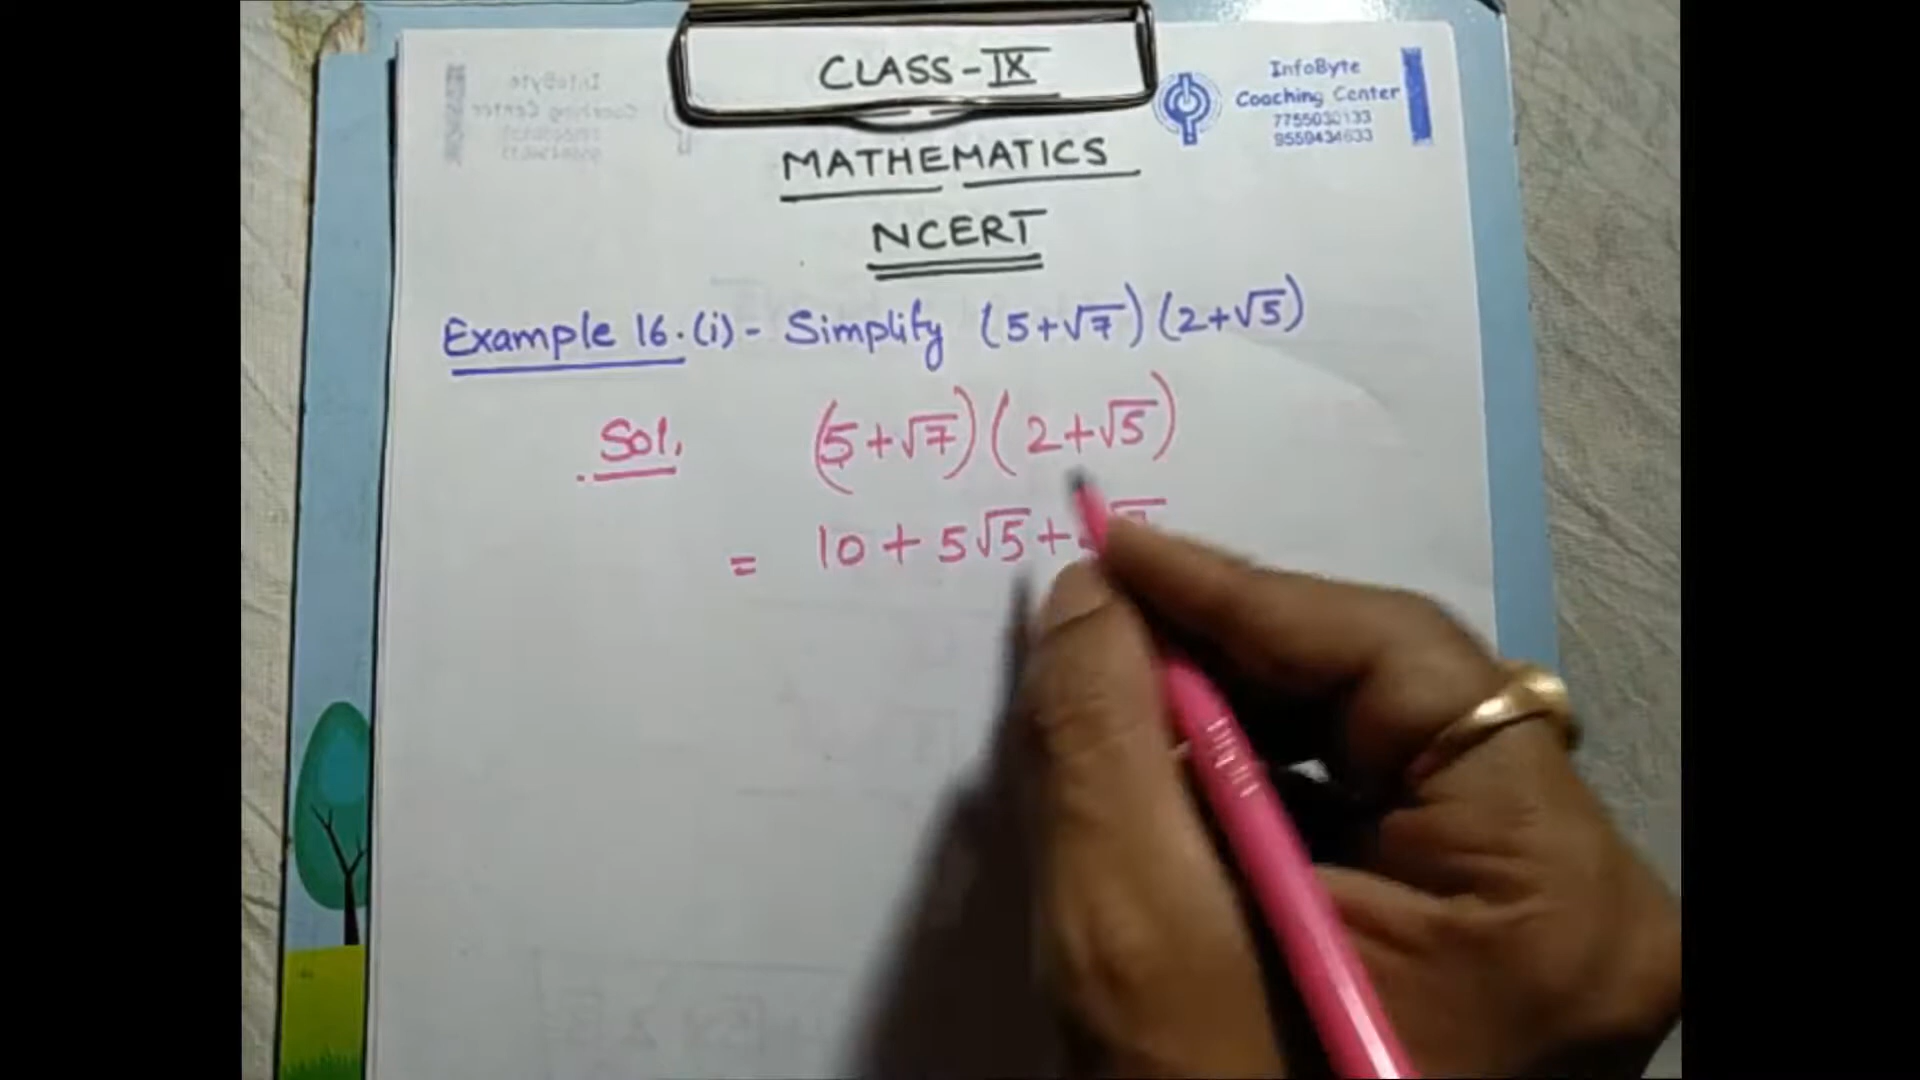 CLASS-IX
InfoByte
Coaching Center
7755030133
9559434633
MATHEMATICS
NCERT
Example 16.(i)- Simplify (5+√7)(2+√5)
Sol.
(5+√7)(2+√5)
= 10+5√5+